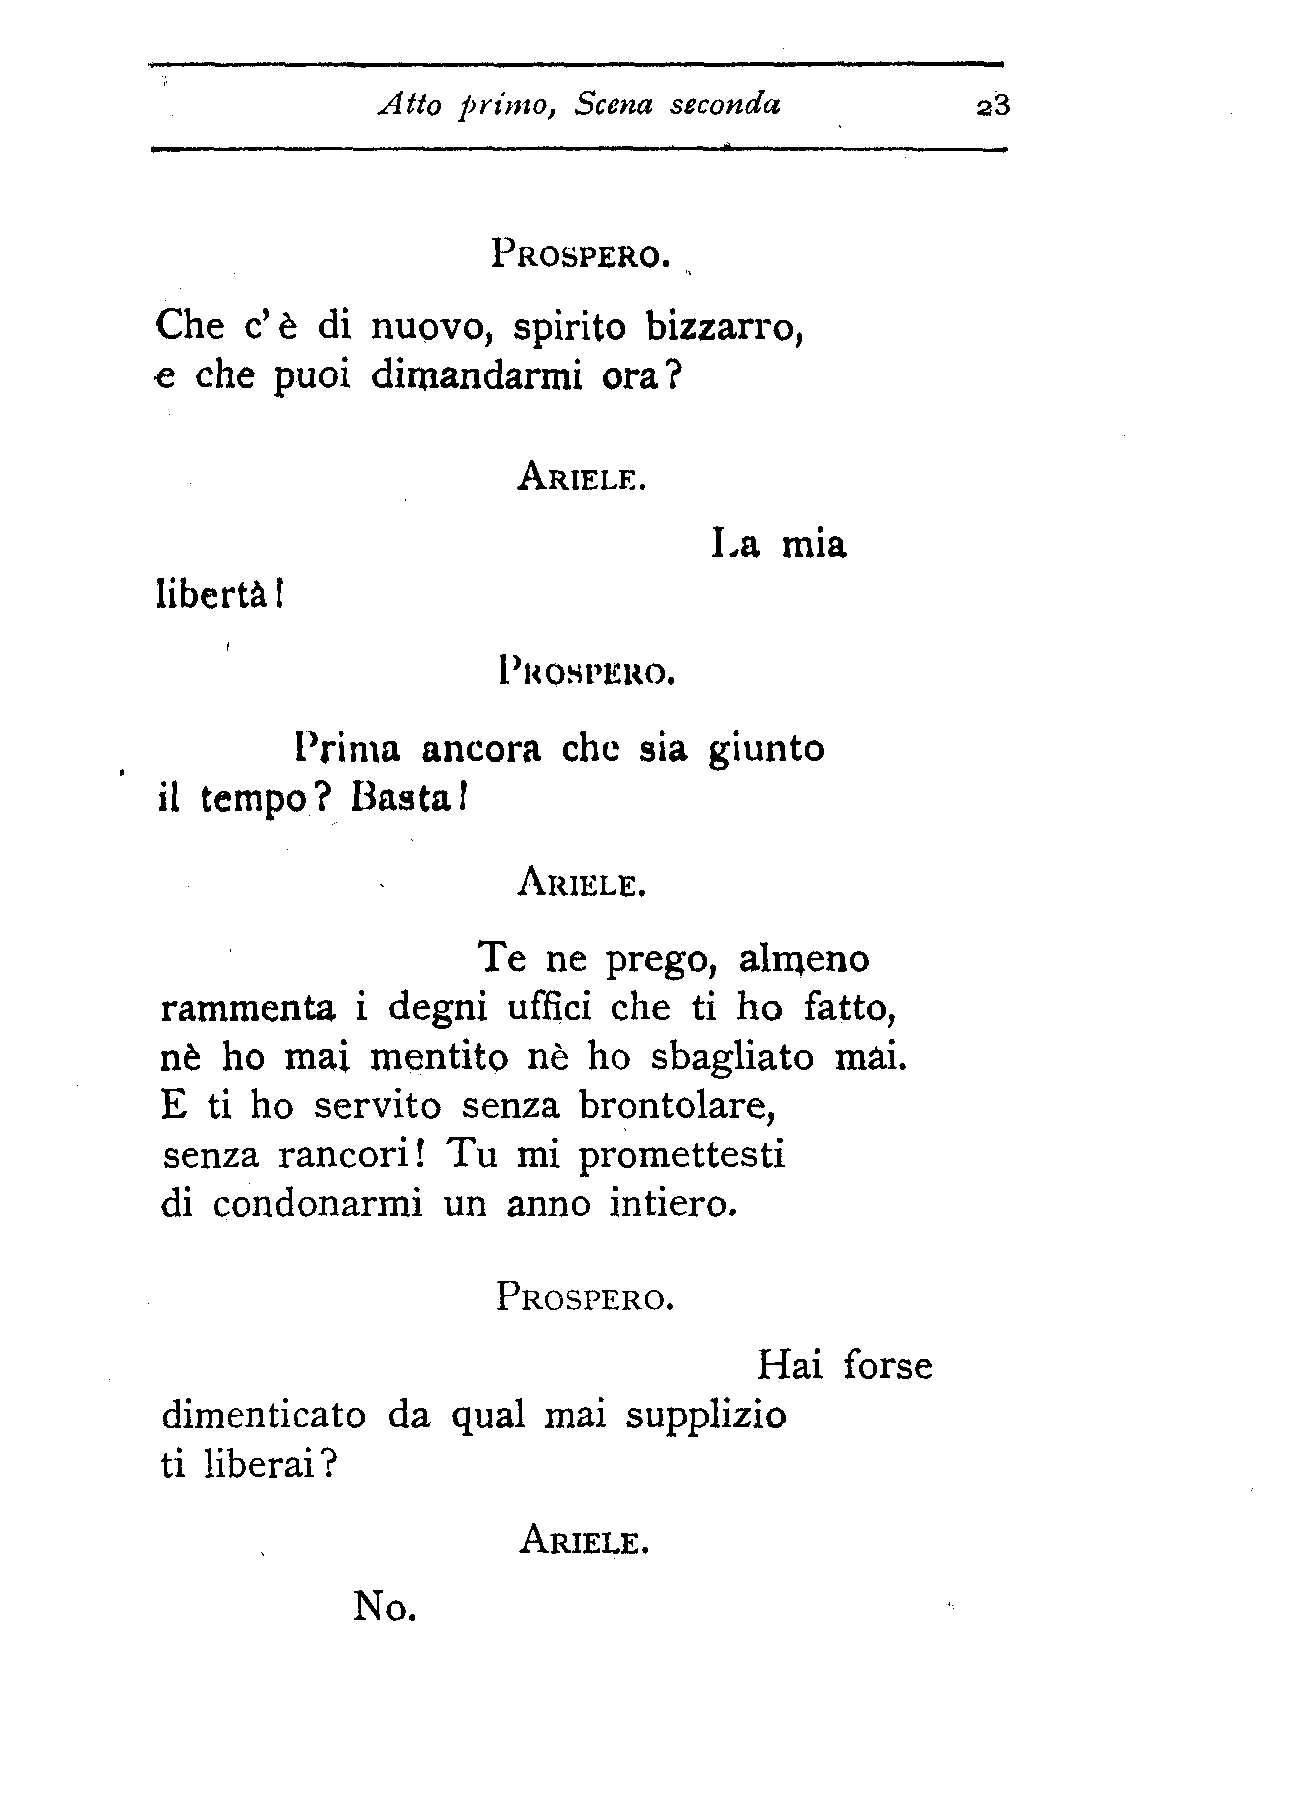 Atto primo, Scena seconda 23
PROSPERO.
Che c'è di nuovo, spirito bizzarro,
e che puoi dimandarmi ora?
ARIELE.
La mia
libertà!
PROSPERO.
Prima ancora che sia giunto
il tempo? Basta!
ARIELE.
Te ne prego, almeno
rammenta i degni uffici che ti ho fatto,
nè ho mai mentito nè ho sbagliato mai.
E ti ho servito senza brontolare,
senza rancori! Tu mi promettesti
di condonarmi un anno intiero.
PROSPERO.
Hai forse
dimenticato da qual mai supplizio
ti liberai?
ARIELE.
No.